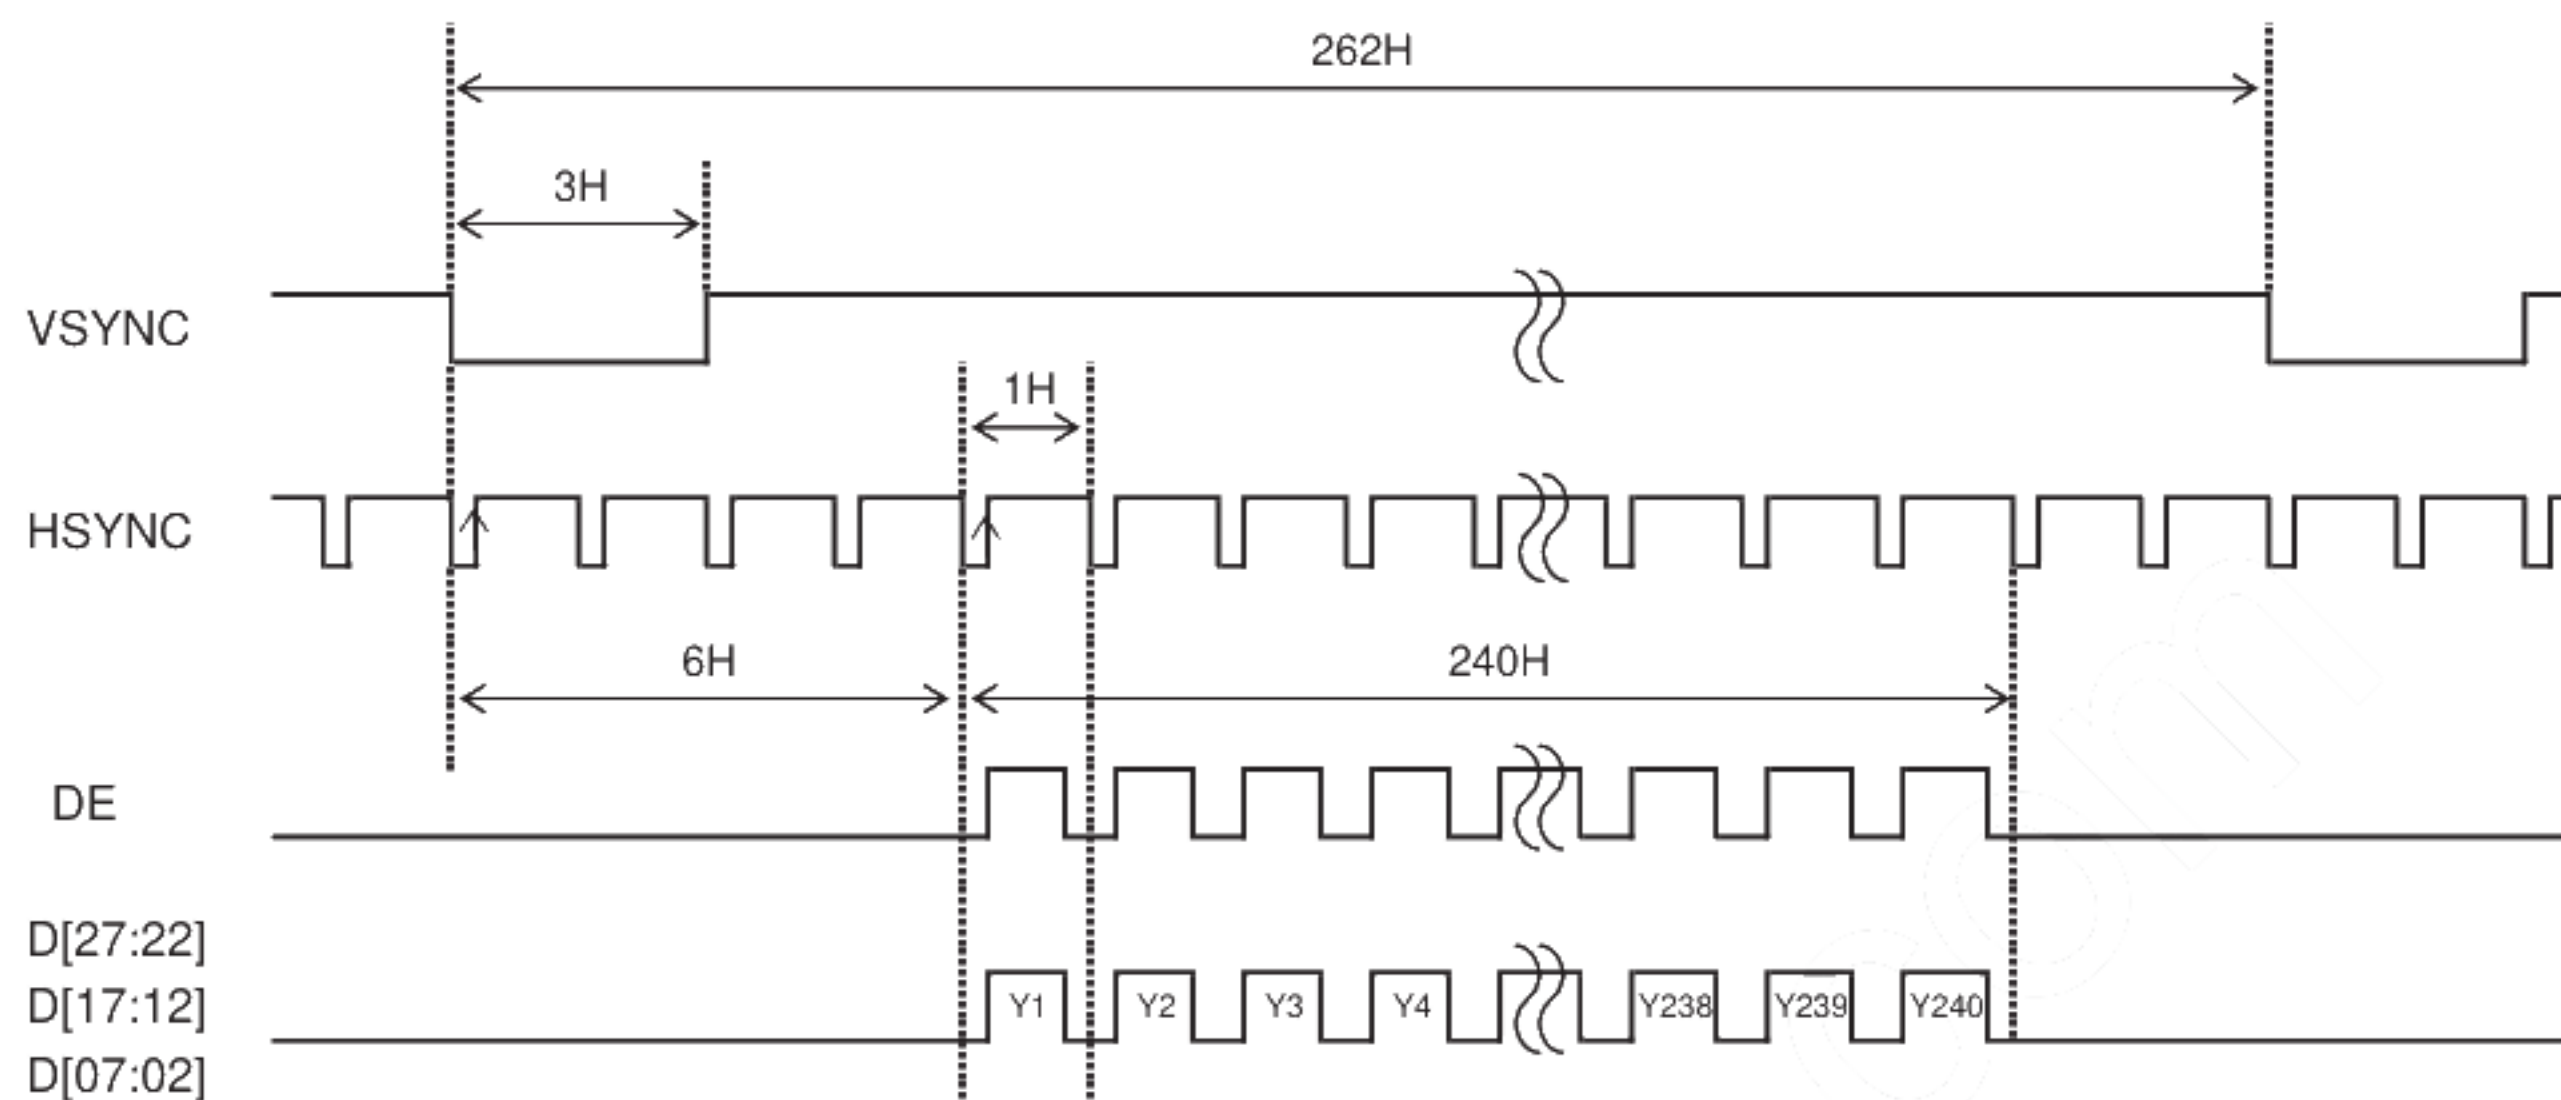 262H
3H
VSYNC
1H
HSYNC
6H 240H
DE
D[27:22]
D[17:12] Y1 Y2 Y3 Y4 Y238 Y239 Y240
D[07:02]
com